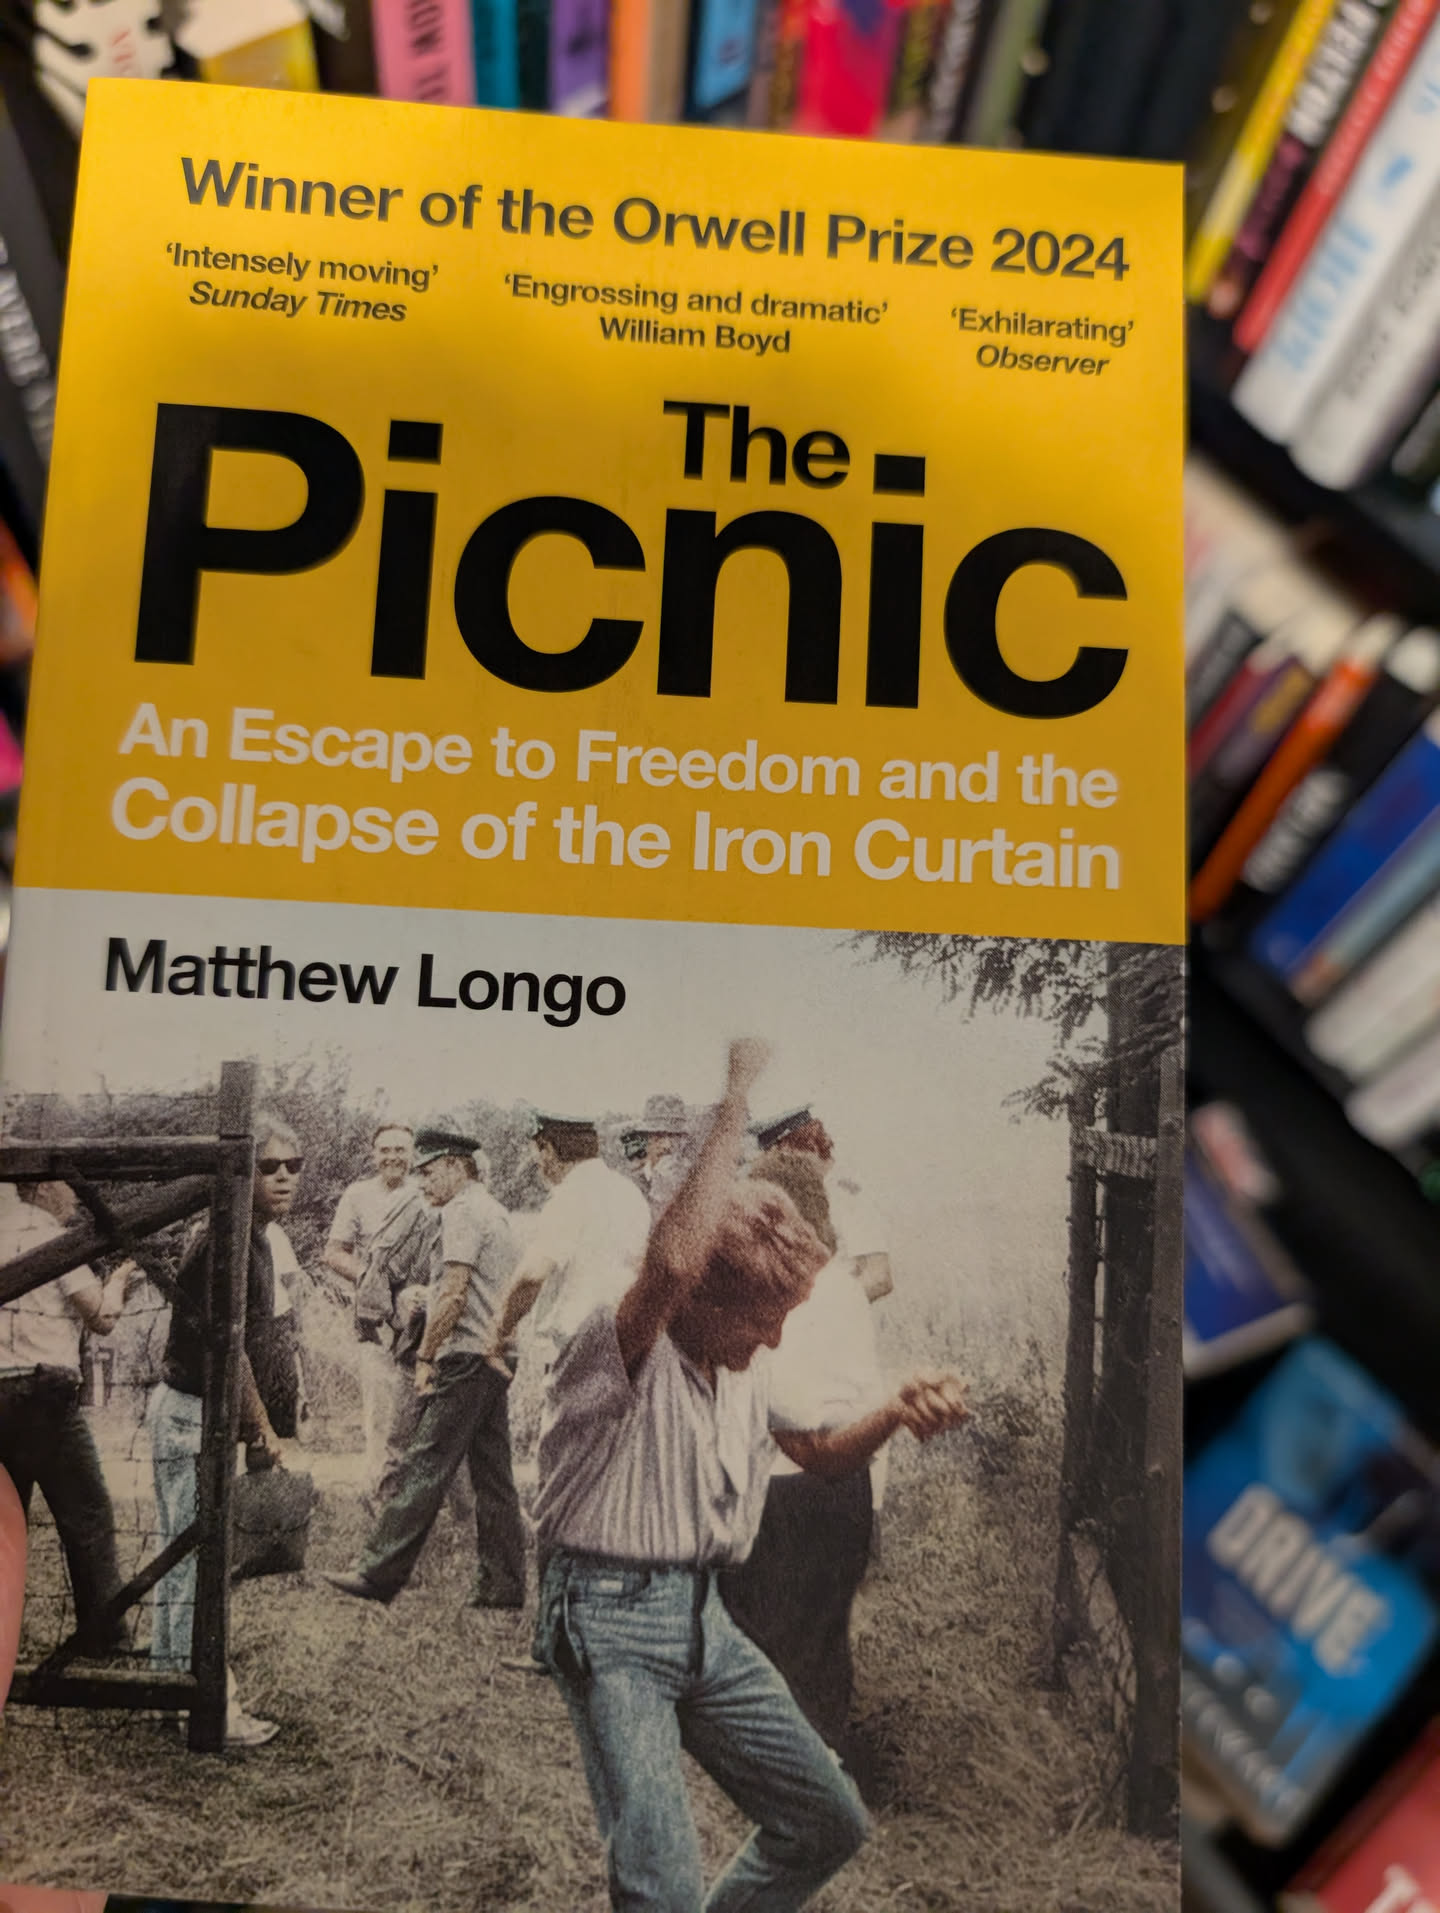 Winner of the Orwell Prize 2024
‘Intensely moving’
Sunday Times
‘Engrossing and dramatic’
William Boyd
‘Exhilarating’
Observer
The
Picnic
An Escape to Freedom and the
Collapse of the Iron Curtain
Matthew Longo
DRIVE